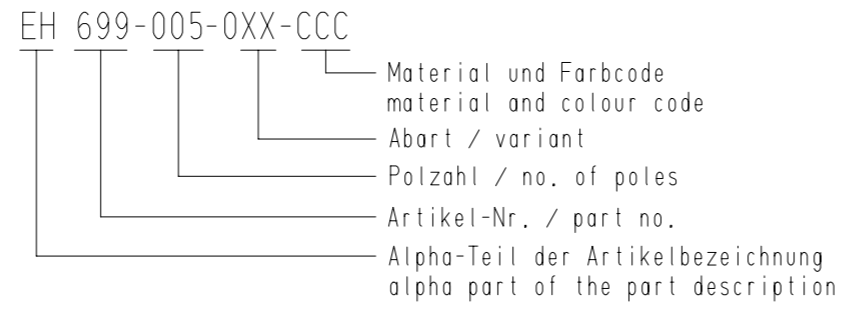 EH 699-005-0XX-CCC
Material und Farbcode
material and colour code
Abart / variant
Polzahl / no. of poles
Artikel-Nr. / part no.
Alpha-Teil der Artikelbezeichnung
alpha part of the part description